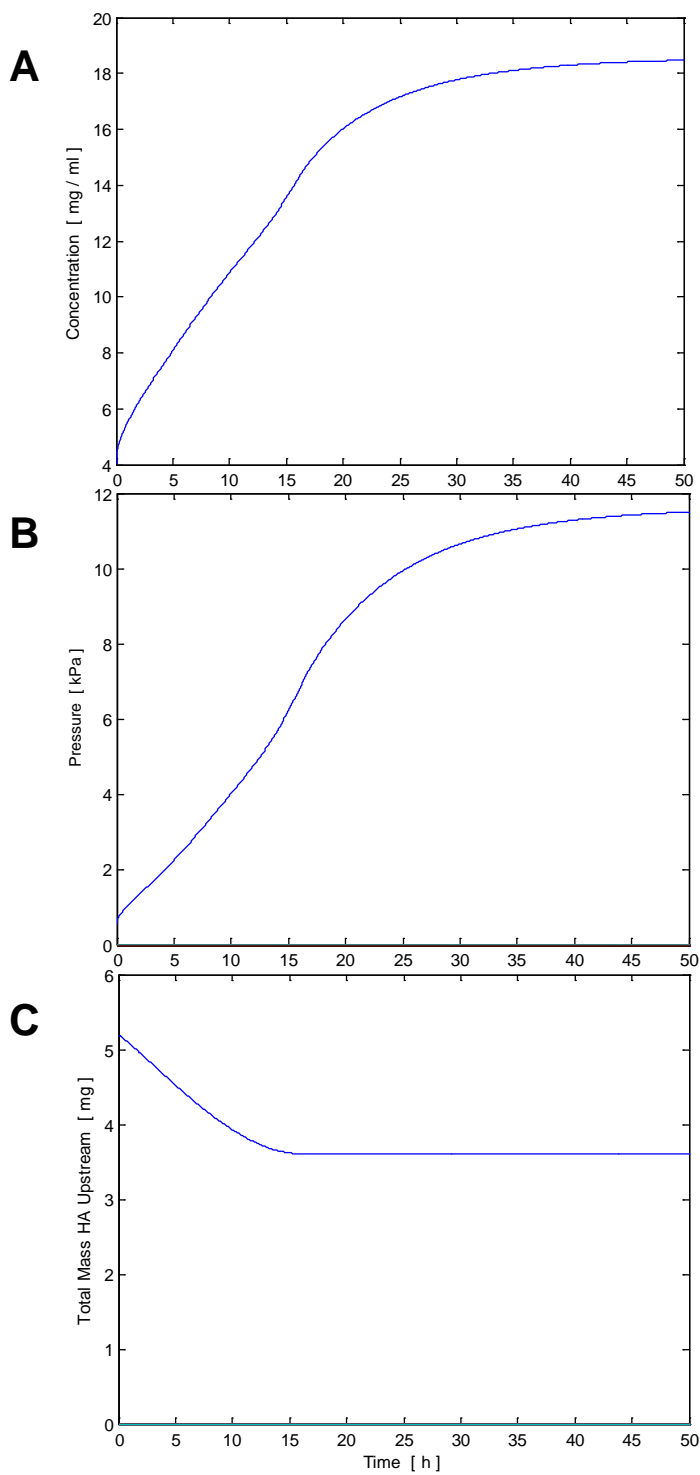 A
Concentration [ mg / ml ]
20
18
16
14
12
10
8
6
4
0 5 10 15 20 25 30 35 40 45 50
B
Pressure [ kPa ]
12
10
8
6
4
2
0
0 5 10 15 20 25 30 35 40 45 50
C
Total Mass HA Upstream [ mg ]
6
5
4
3
2
1
0
0 5 10 15 20 25 30 35 40 45 50
Time [ h ]